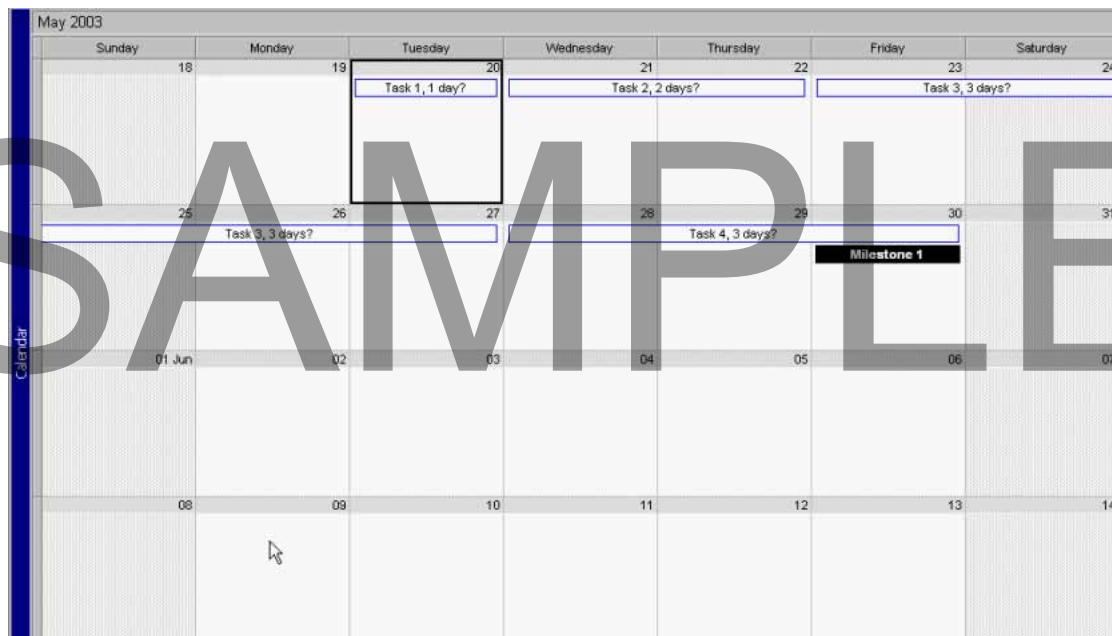 May 2003
Sunday Monday Tuesday Wednesday Thursday Friday Saturday
18 19 20 21 22 23 24
Task 1, 1 day? Task 2, 2 days? Task 3, 3 days?
SAMPLE
25 26 27 28 29 30 31
Task 3, 3 days? Task 4, 3 days?
Milestone 1
Calendar
01 Jun 02 03 04 05 06 07
08 09 10 11 12 13 14